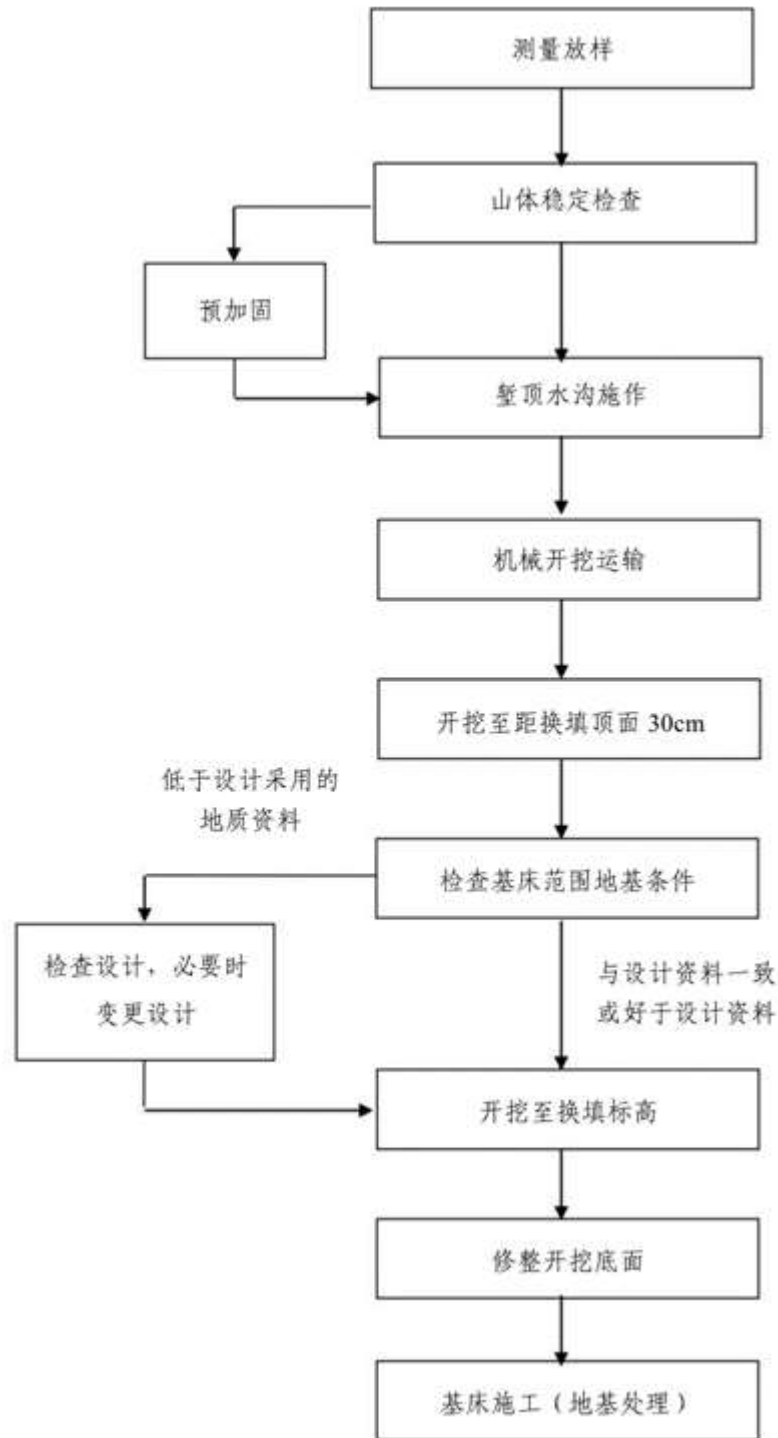 测量放样
山体稳定检查
预加固
堑顶水沟施作
机械开挖运输
开挖至距换填顶面 30cm
低于设计采用的
地质资料
检查基床范围地基条件
检查设计，必要时
变更设计
与设计资料一致
或好于设计资料
开挖至换填标高
修整开挖底面
基床施工（地基处理）